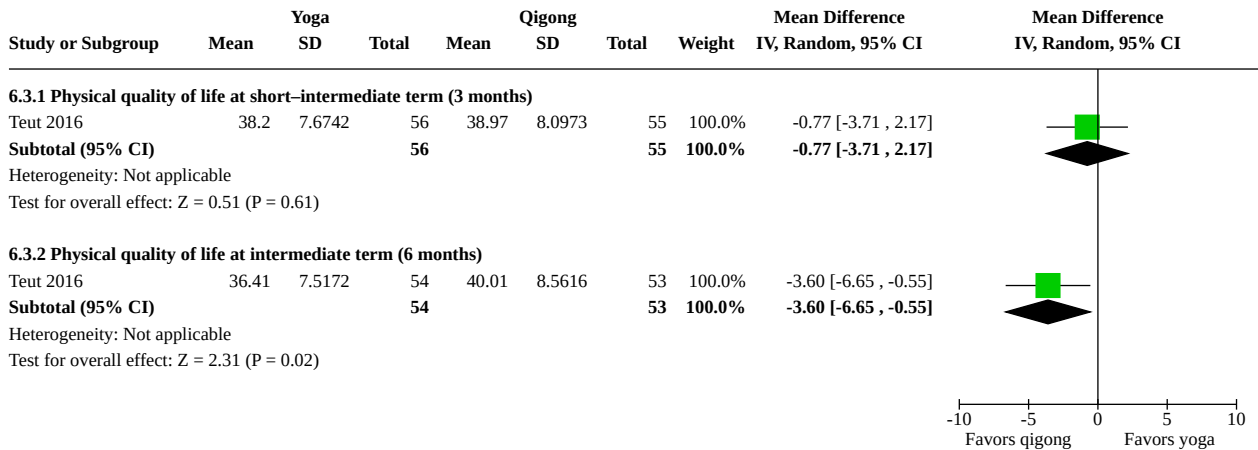 Yoga Qigong Mean Difference Mean Difference
Study or Subgroup Mean SD Total Mean SD Total Weight IV, Random, 95% CI IV, Random, 95% CI
6.3.1 Physical quality of life at short–intermediate term (3 months)
Teut 2016 38.2 7.6742 56 38.97 8.0973 55 100.0% -0.77 [-3.71 , 2.17]
Subtotal (95% CI) 56 55 100.0% -0.77 [-3.71 , 2.17]
Heterogeneity: Not applicable
Test for overall effect: Z = 0.51 (P = 0.61)
6.3.2 Physical quality of life at intermediate term (6 months)
Teut 2016 36.41 7.5172 54 40.01 8.5616 53 100.0% -3.60 [-6.65 , -0.55]
Subtotal (95% CI) 54 53 100.0% -3.60 [-6.65 , -0.55]
Heterogeneity: Not applicable
Test for overall effect: Z = 2.31 (P = 0.02)
-10 -5 0 5 10
Favors qigong Favors yoga